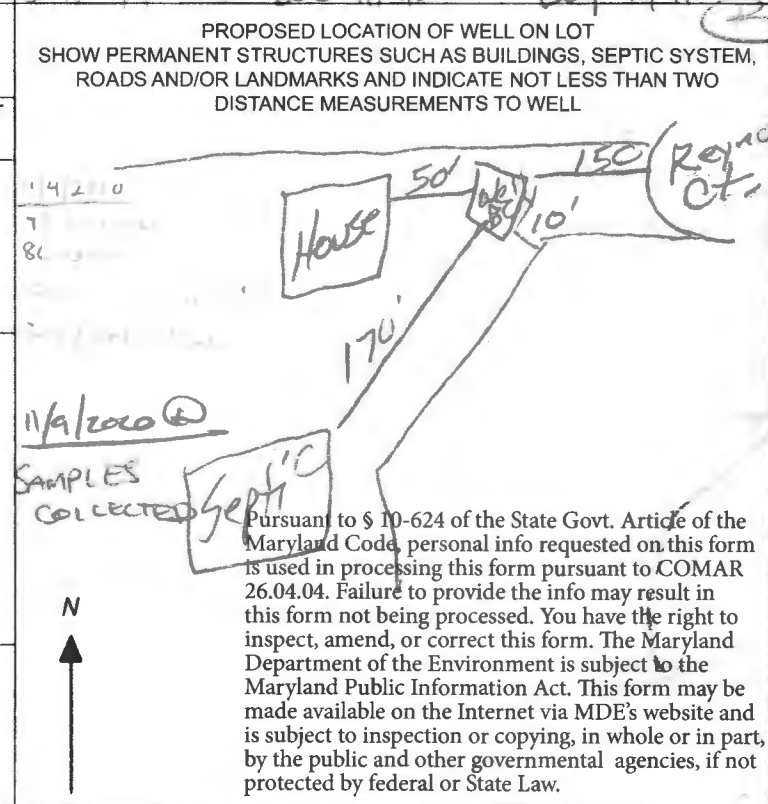 PROPOSED LOCATION OF WELL ON LOT
SHOW PERMANENT STRUCTURES SUCH AS BUILDINGS, SEPTIC SYSTEM,
ROADS AND/OR LANDMARKS AND INDICATE NOT LESS THAN TWO
DISTANCE MEASUREMENTS TO WELL
50'
150'
Ct.
10'
House
170'
11/9/2020
SAMPLES
COLLECTED
Septic
Pursuant to § 10-624 of the State Govt. Article of the
Maryland Code, personal info requested on this form
is used in processing this form pursuant to COMAR
26.04.04. Failure to provide the info may result in
this form not being processed. You have the right to
inspect, amend, or correct this form. The Maryland
Department of the Environment is subject to the
Maryland Public Information Act. This form may be
made available on the Internet via MDE's website and
is subject to inspection or copying, in whole or in part,
by the public and other governmental agencies, if not
protected by federal or State Law.
N